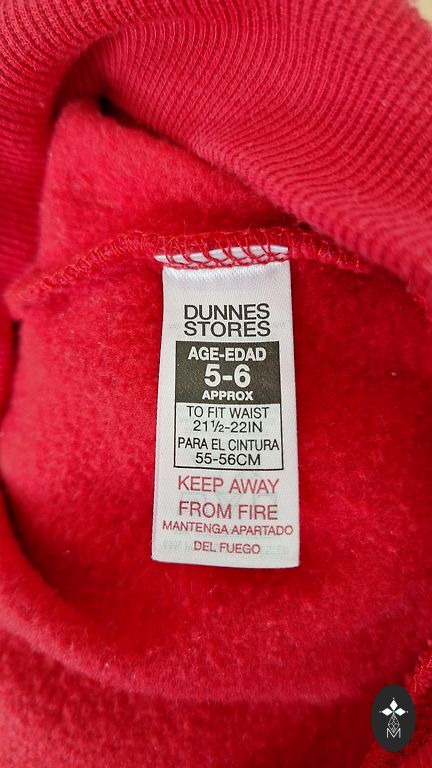 DUNNES
STORES
AGE-EDAD
5-6
APPROX
TO FIT WAIST
21½-22IN
PARA EL CINTURA
55-56CM
KEEP AWAY
FROM FIRE
MANTENGA APARTADO
DEL FUEGO
M